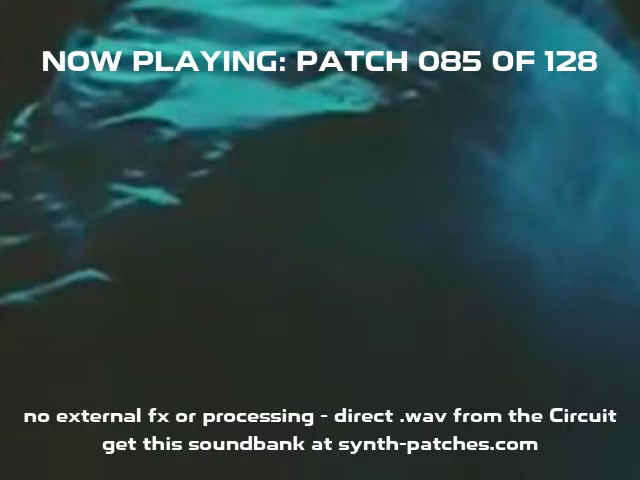 NOW PLAYING: PATCH 085 OF 128
no external fx or processing - direct .wav from the Circuit
get this soundbank at synth-patches.com